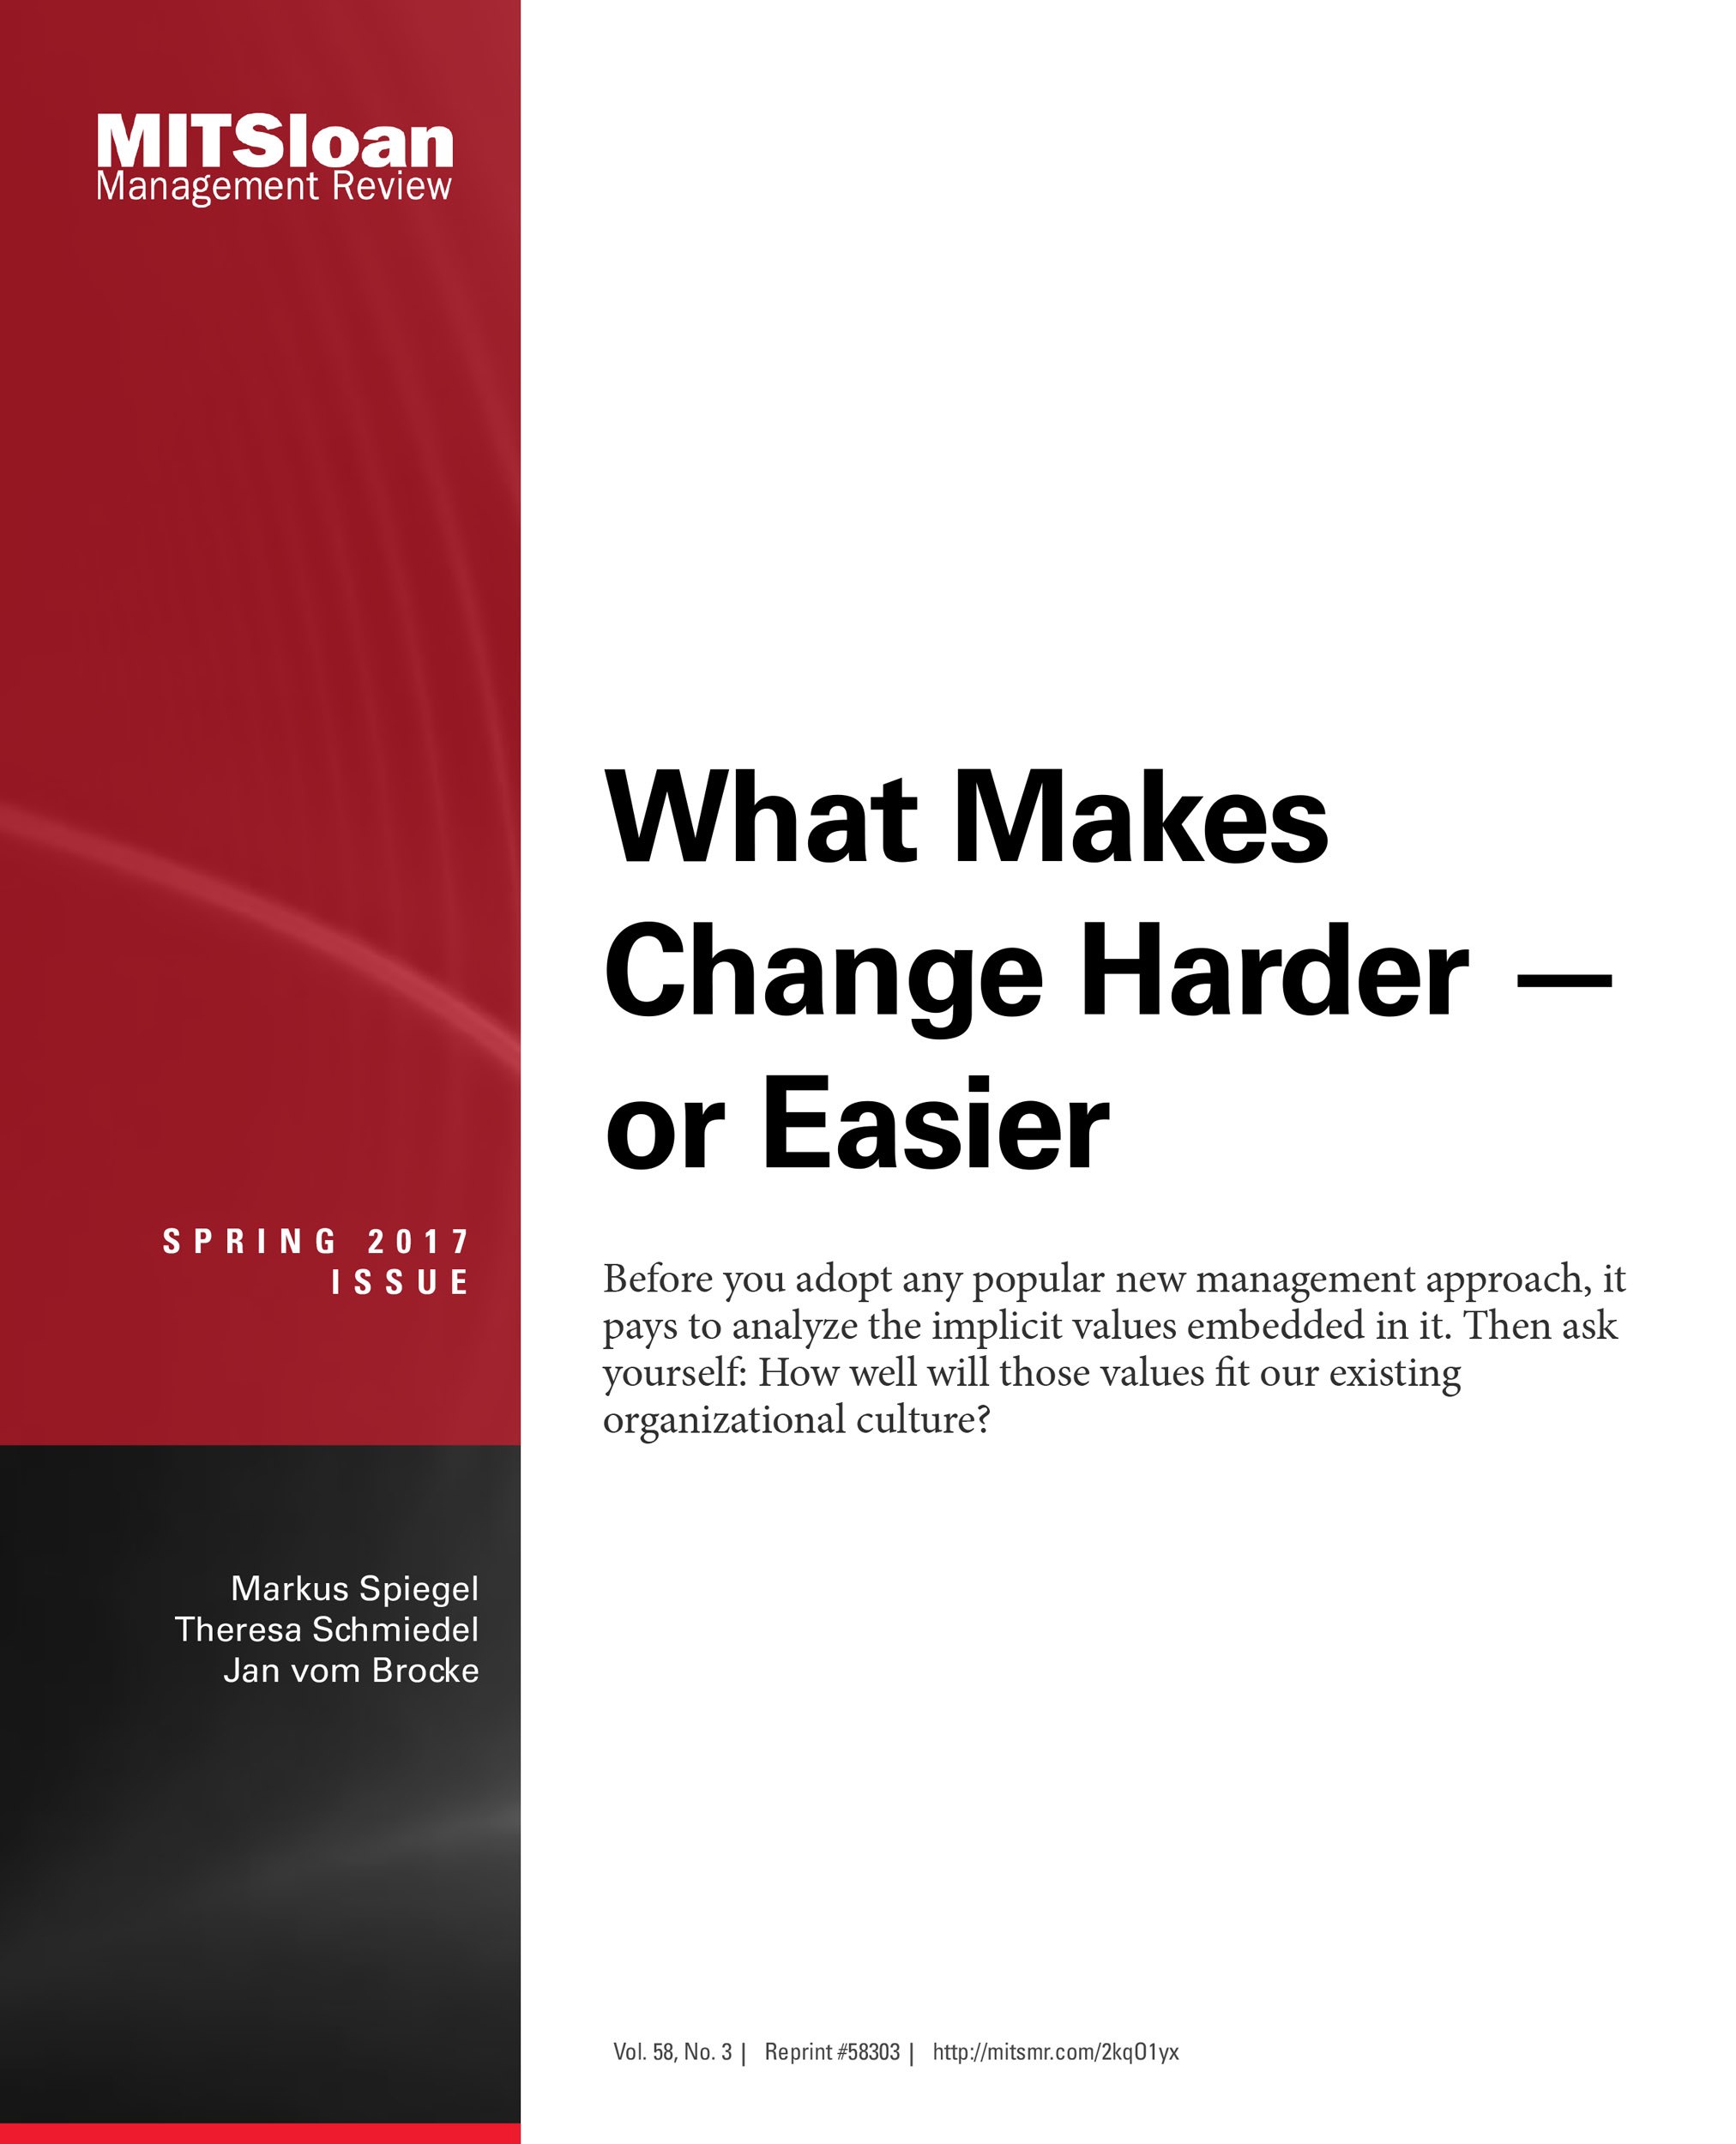 MITSloan
Management Review
What Makes
Change Harder —
or Easier
SPRING 2017
ISSUE
Before you adopt any popular new management approach, it
pays to analyze the implicit values embedded in it. Then ask
yourself: How well will those values fit our existing
organizational culture?
Markus Spiegel
Theresa Schmiedel
Jan vom Brocke
Vol. 58, No. 3 | Reprint #58303 | http://mitsmr.com/2kqO1yx